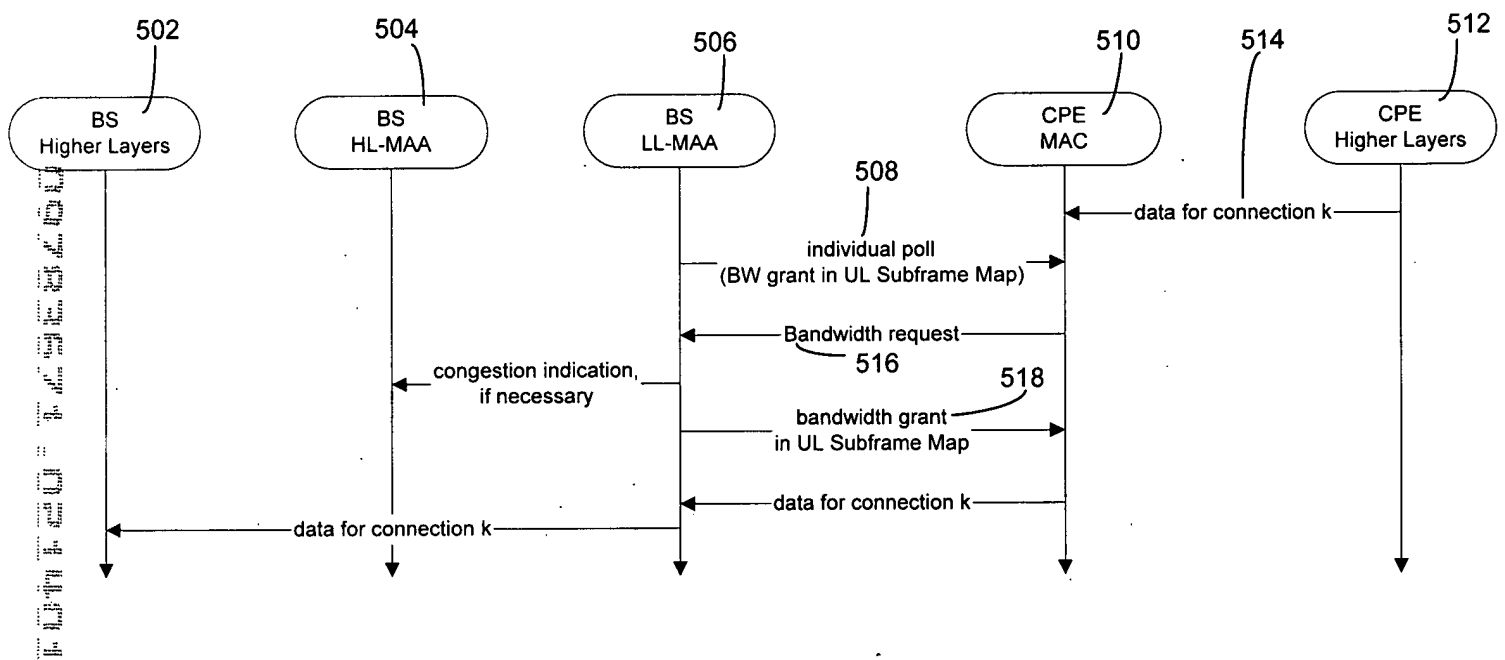 502
504
506
510
514
512
BS
Higher Layers
BS
HL-MAA
BS
LL-MAA
CPE
MAC
CPE
Higher Layers
508
data for connection k
individual poll
(BW grant in UL Subframe Map)
Bandwidth request
516
congestion indication,
if necessary
518
bandwidth grant
in UL Subframe Map
data for connection k
data for connection k